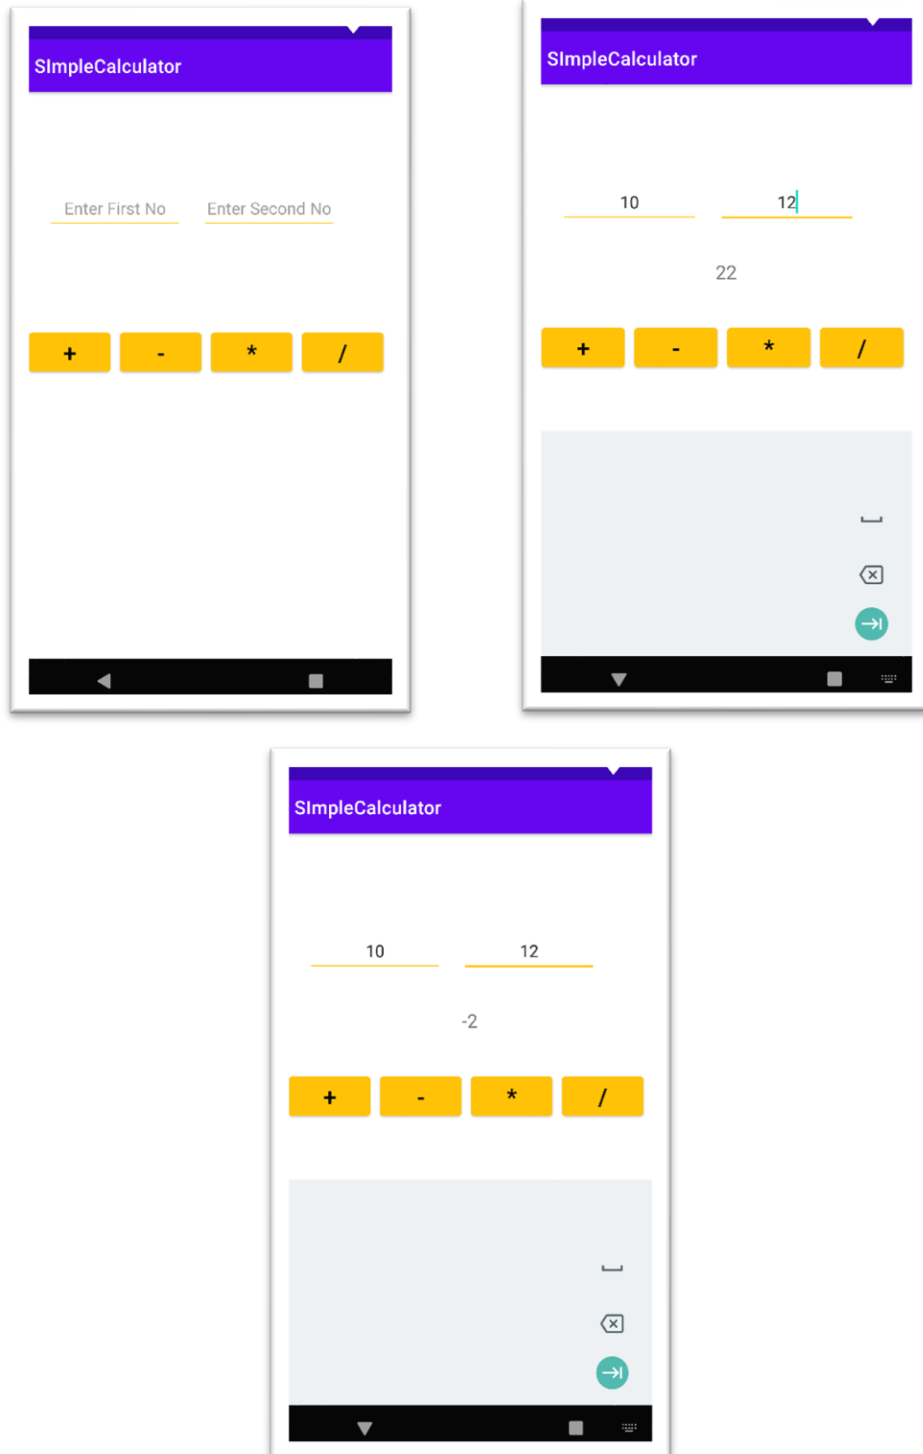 SImpleCalculator
Enter First No Enter Second No
+ - * /
SImpleCalculator
10 12
22
+ - * /
SImpleCalculator
10 12
-2
+ - * /